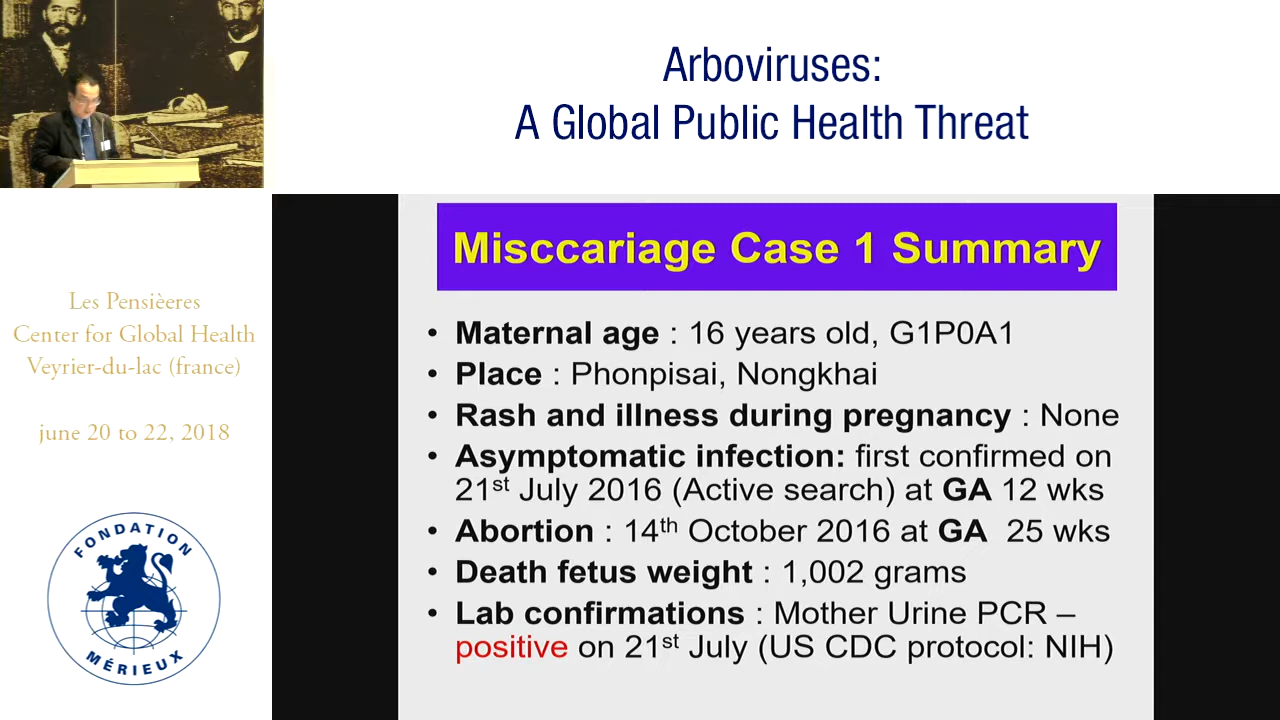 Arboviruses:
A Global Public Health Threat
Les Pensièeres
Center for Global Health
Veyrier-du-lac (france)
june 20 to 22, 2018
FONDATION
MÉRIEUX
Misccariage Case 1 Summary
• Maternal age : 16 years old, G1P0A1
• Place : Phonpisai, Nongkhai
• Rash and illness during pregnancy : None
• Asymptomatic infection: first confirmed on
21st July 2016 (Active search) at GA 12 wks
• Abortion : 14th October 2016 at GA 25 wks
• Death fetus weight : 1,002 grams
• Lab confirmations : Mother Urine PCR –
positive on 21st July (US CDC protocol: NIH)